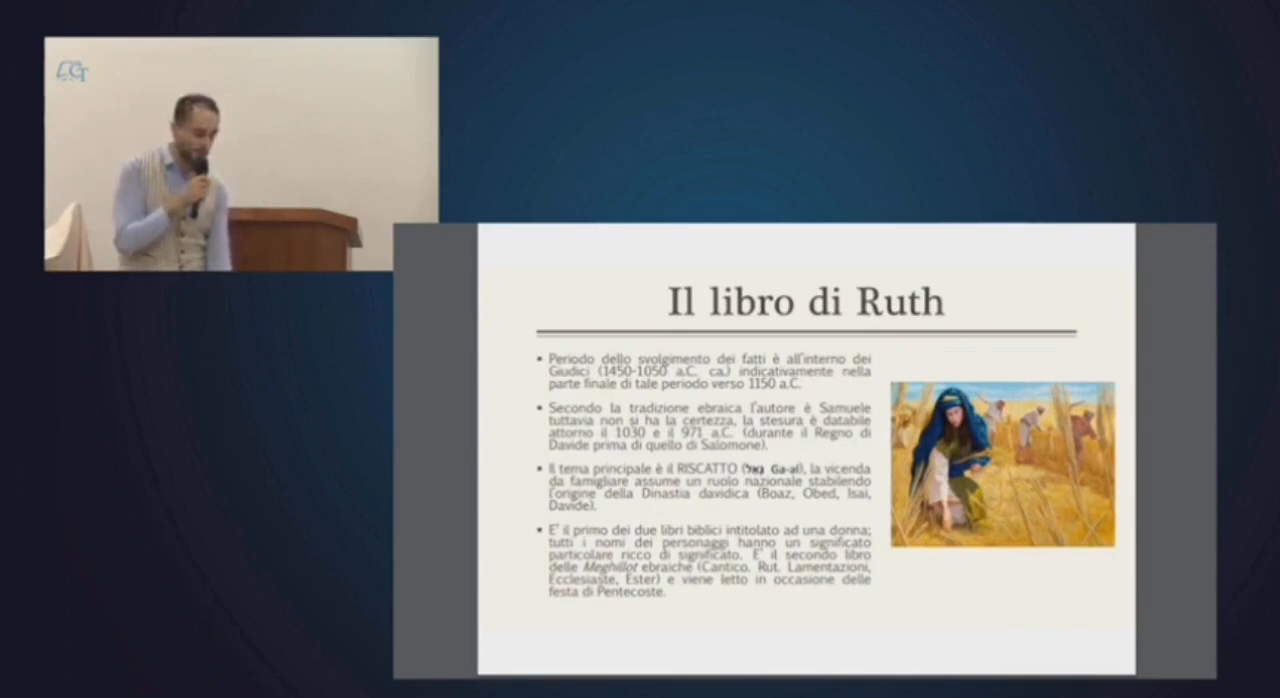 Il libro di Ruth
▪ Periodo dello svolgimento dei fatti è all'interno dei
Giudici (1450-1050 a.C. ca.) indicativamente nella
parte finale di tale periodo verso 1150 a.C.
▪ Secondo la tradizione ebraica l'autore è Samuele
tuttavia non si ha la certezza, la stesura è databile
attorno il 1030 e il 971 a.C. (durante il Regno di
Davide prima di quello di Salomone).
▪ Il tema principale è il RISCATTO (גאל Ga-al), la vicenda
da famigliare assume un ruolo nazionale stabilendo
l'origine della Dinastia davidica (Boaz, Obed, Isai,
Davide).
▪ E' il primo dei due libri biblici intitolato ad una donna;
tutti i nomi dei personaggi hanno un significato
particolare ricco di significato. E' il secondo libro
delle Meghillot ebraiche (Cantico. Rut. Lamentazioni,
Ecclesiaste, Ester) e viene letto in occasione delle
festa di Pentecoste.